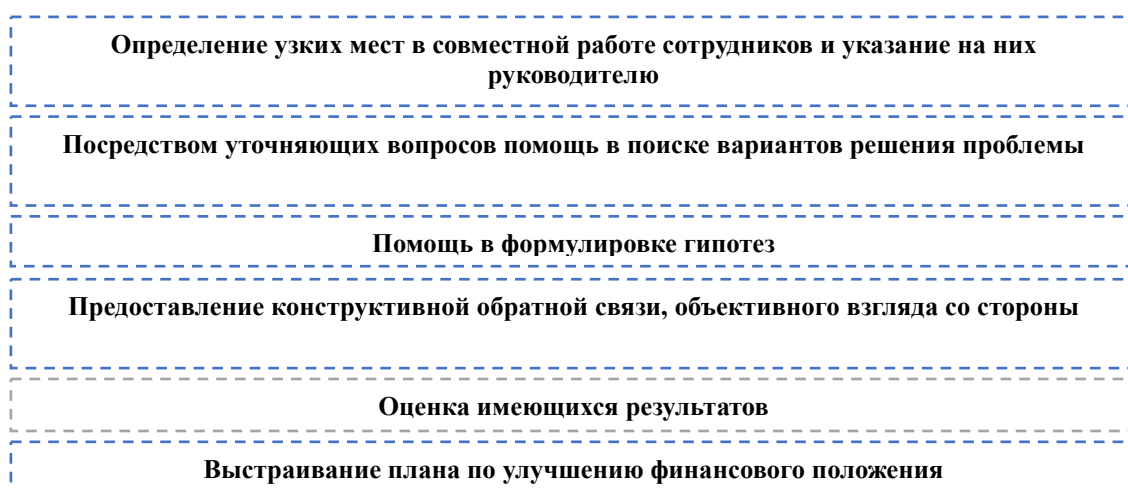 Определение узких мест в совместной работе сотрудников и указание на них
руководителю
Посредством уточняющих вопросов помощь в поиске вариантов решения проблемы
Помощь в формулировке гипотез
Предоставление конструктивной обратной связи, объективного взгляда со стороны
Оценка имеющихся результатов
Выстраивание плана по улучшению финансового положения